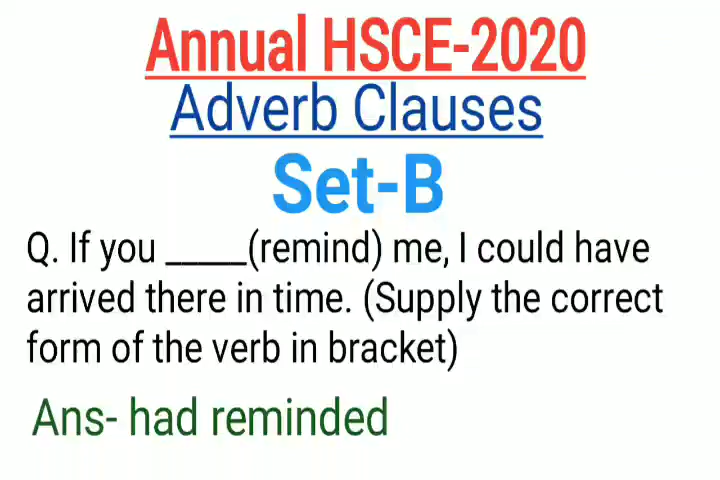 Annual HSCE-2020
Adverb Clauses
Set-B
Q. If you _____(remind) me, I could have
arrived there in time. (Supply the correct
form of the verb in bracket)
Ans- had reminded